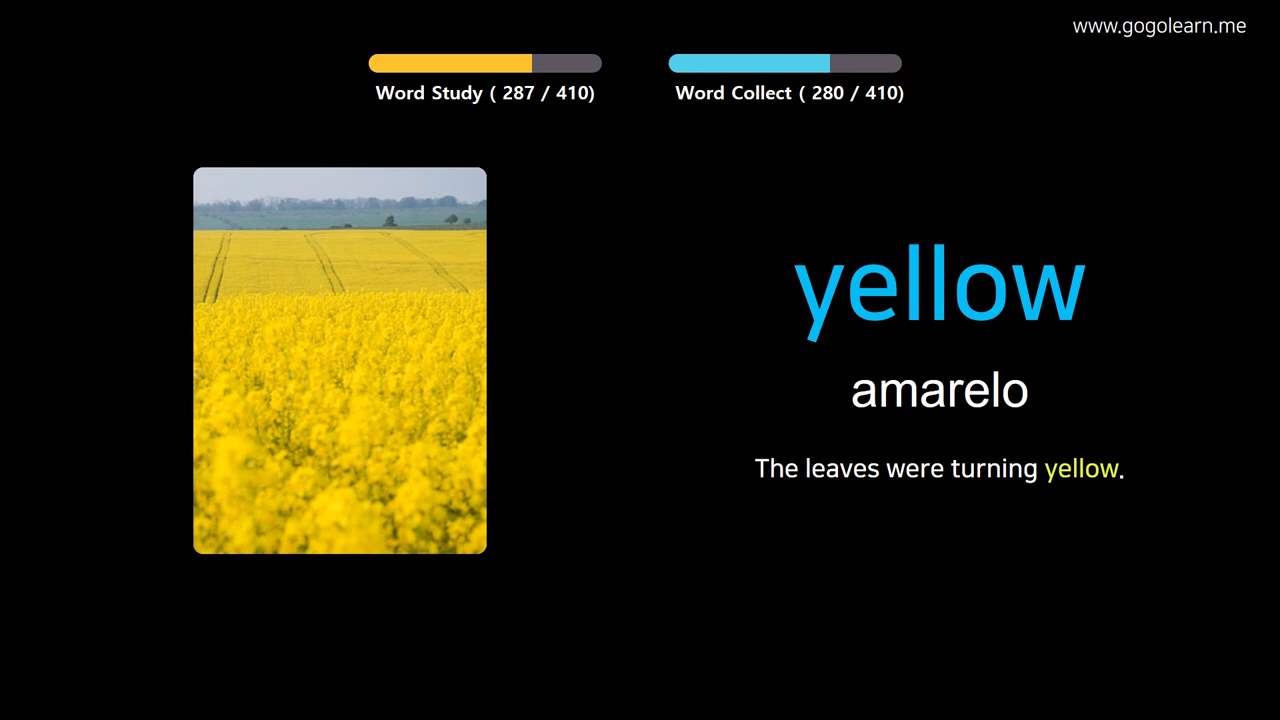 www.gogolearn.me
Word Study ( 287 / 410)
Word Collect ( 280 / 410)
yellow
amarelo
The leaves were turning yellow.